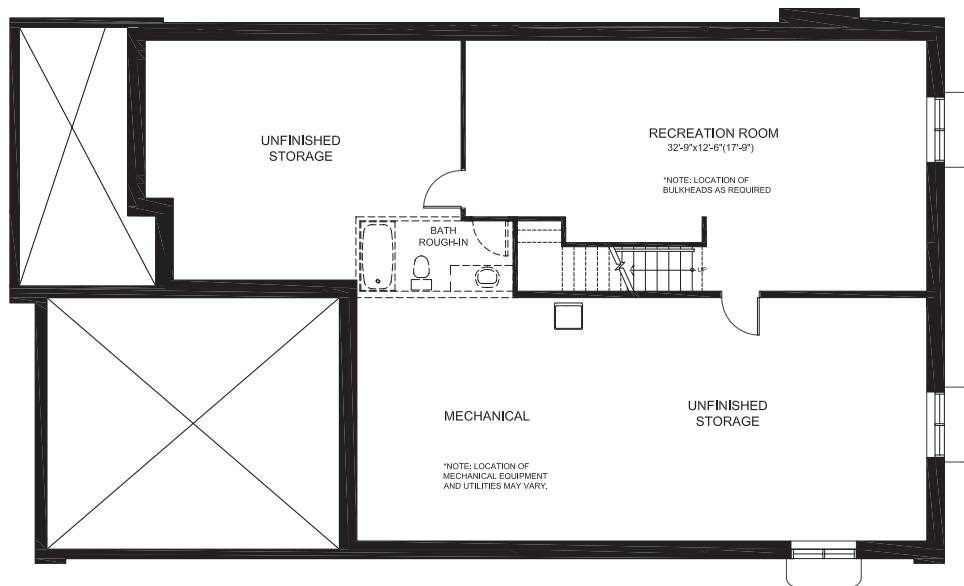 UNFINISHED
STORAGE
RECREATION ROOM
32'-9"x12'-6"(17'-9")
*NOTE: LOCATION OF
BULKHEADS AS REQUIRED
BATH
ROUGH-IN
UP
MECHANICAL
*NOTE: LOCATION OF
MECHANICAL EQUIPMENT
AND UTILITIES MAY VARY.
UNFINISHED
STORAGE